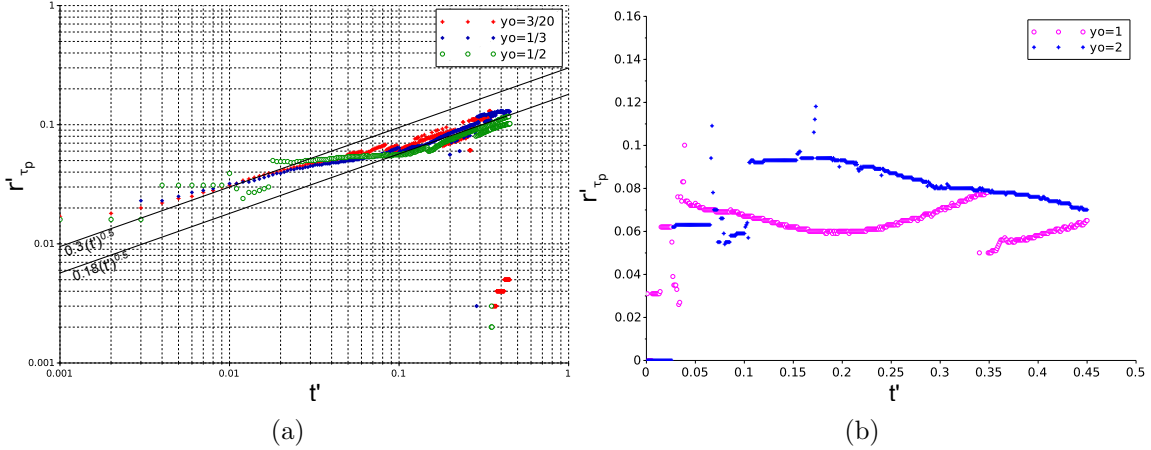 1
0.1
0.01
0.001
r'τp
0.001
0.01
0.1
1
t'
yo=3/20
yo=1/3
yo=1/2
0.3(t')^0.5
0.18(t')^0.5
(a)
0.16
0.14
0.12
0.1
0.08
0.06
0.04
0.02
0
r'τp
0
0.05
0.1
0.15
0.2
0.25
0.3
0.35
0.4
0.45
0.5
t'
yo=1
yo=2
(b)